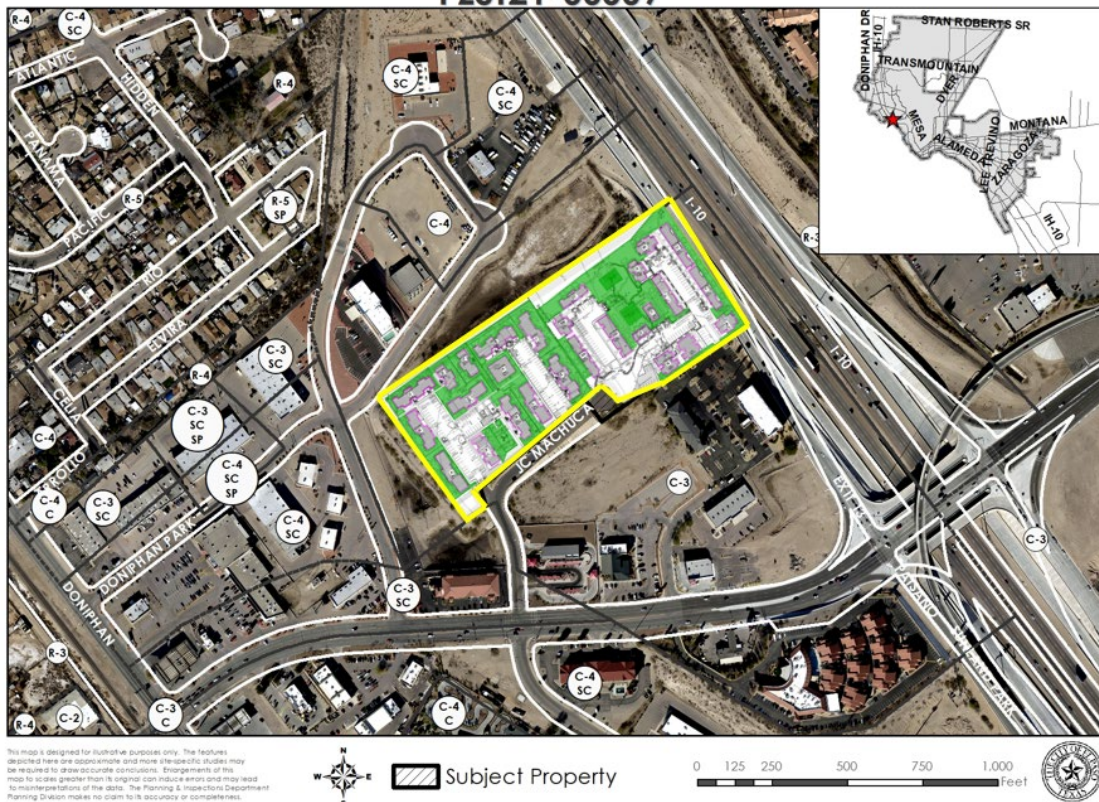 R-4
C-4
SC
ATLANTIC
HIDDEN
R-4
PANAMA
PACIFIC
R-5
R-5
SP
RIO
ELVIRA
CELIA
C-4
SC
C-4
SC
C-4
I-10
R-3
I-10
STAN ROBERTS SR
DONIPHAN DR
IH-10
TRANSMOUNTAIN
DYER
MESA
MONTANA
ALAMEDA
LEE TREVINO
ZARAGOZA
IH-10
C-3
SC
R-4
C-3
SC
SP
C-4
SC
SP
C-4
C-4
C
C-3
SC
C-4
SC
DONIPHAN PARK
DONIPHAN
JC MACHUCA
C-3
C-3
SC
PAISANO
C-3
R-3
R-4
C-2
C-3
C
C-4
C
C-4
SC
This map is designed for illustrative purposes only. The features
depicted here are approximate and more site-specific studies may
be required to draw accurate conclusions. Enlargements of this
map to scales greater than its original can induce errors and may lead
to misinterpretations of the data. The Planning & Inspections Department
Planning Division makes no claim to its accuracy or completeness.
N
W E
S
Subject Property
0 125 250 500 750 1,000
Feet